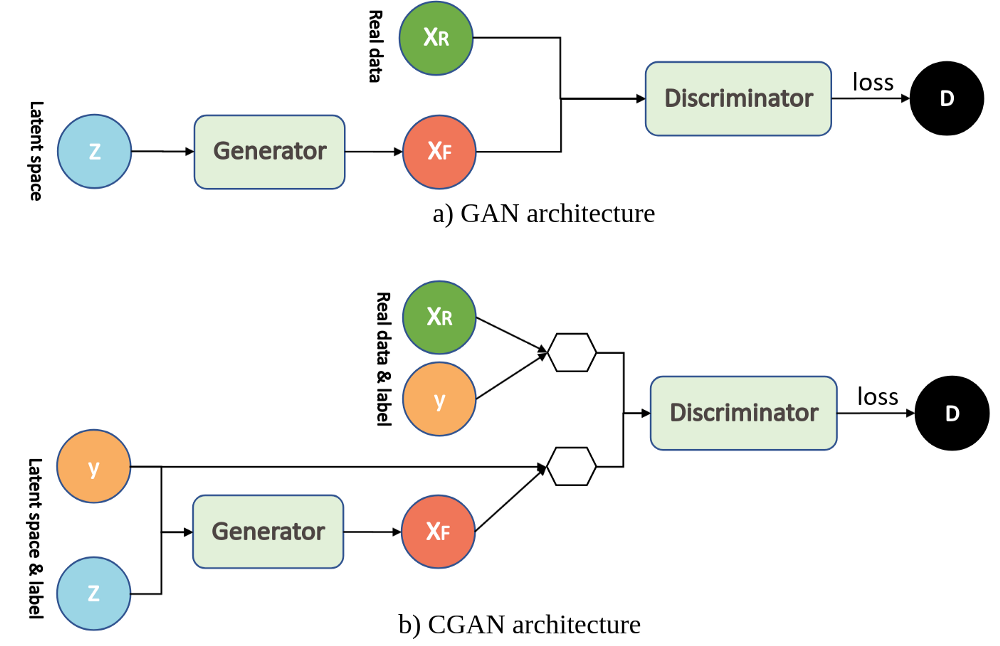 Real data
XR
Discriminator
loss
D
Latent space
Z
Generator
XF
a) GAN architecture
Real data & label
XR
y
Discriminator
loss
D
Latent space & label
y
Z
Generator
XF
b) CGAN architecture